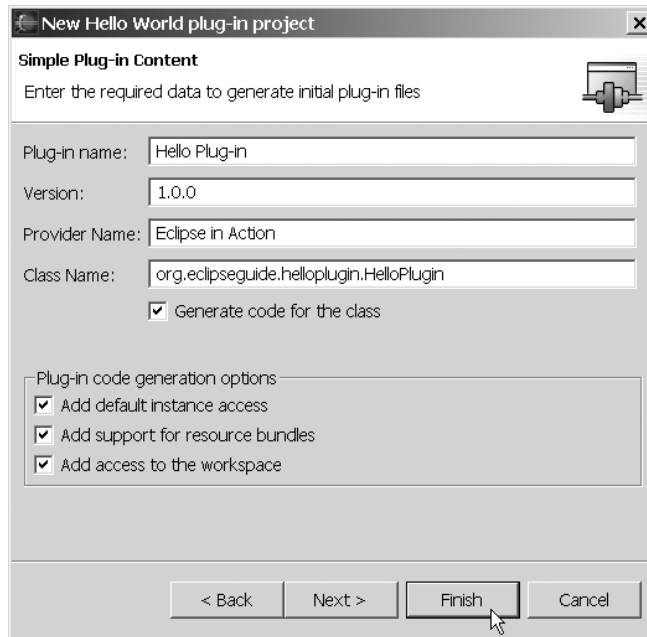 New Hello World plug-in project
Simple Plug-in Content
Enter the required data to generate initial plug-in files
Plug-in name: Hello Plug-in
Version: 1.0.0
Provider Name: Eclipse in Action
Class Name: org.eclipseguide.helloplugin.HelloPlugin
Generate code for the class
Plug-in code generation options
Add default instance access
Add support for resource bundles
Add access to the workspace
< Back Next > Finish Cancel